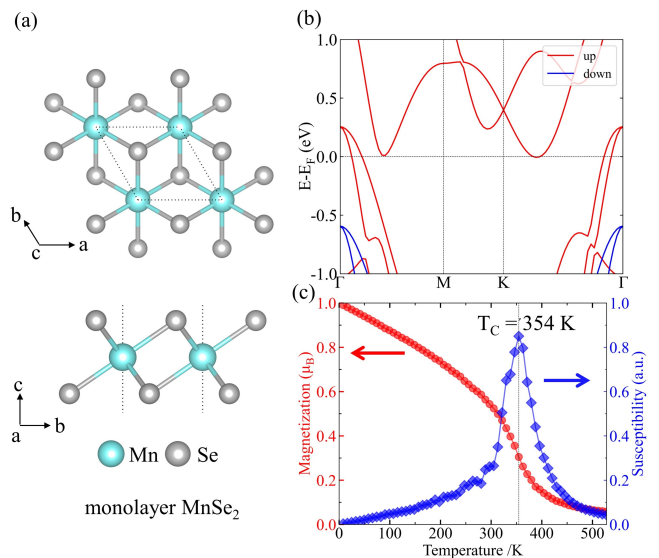 (a)
b
c
a
c
a
b
Mn
Se
monolayer MnSe₂
(b)
E-E_F (eV)
1.0
0.5
0.0
-0.5
-1.0
Γ
M
K
Γ
up
down
(c)
T_C = 354 K
Magnetization (μ_B)
1.0
0.8
0.6
0.4
0.2
0.0
0
100
200
300
400
500
Temperature /K
1.0
0.8
0.6
0.4
0.2
0.0
Susceptibility (a.u.)